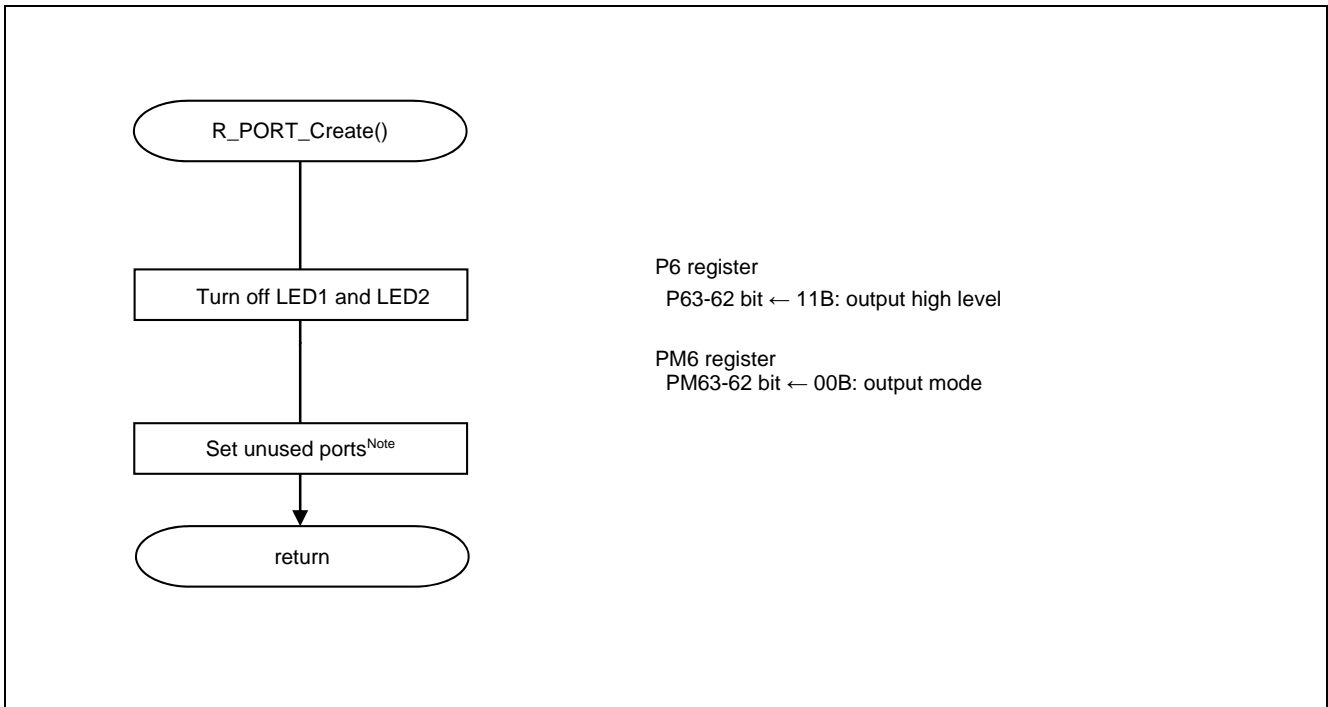 R_PORT_Create()
Turn off LED1 and LED2
P6 register
P63-62 bit ← 11B: output high level
PM6 register
PM63-62 bit ← 00B: output mode
Set unused portsNote
return